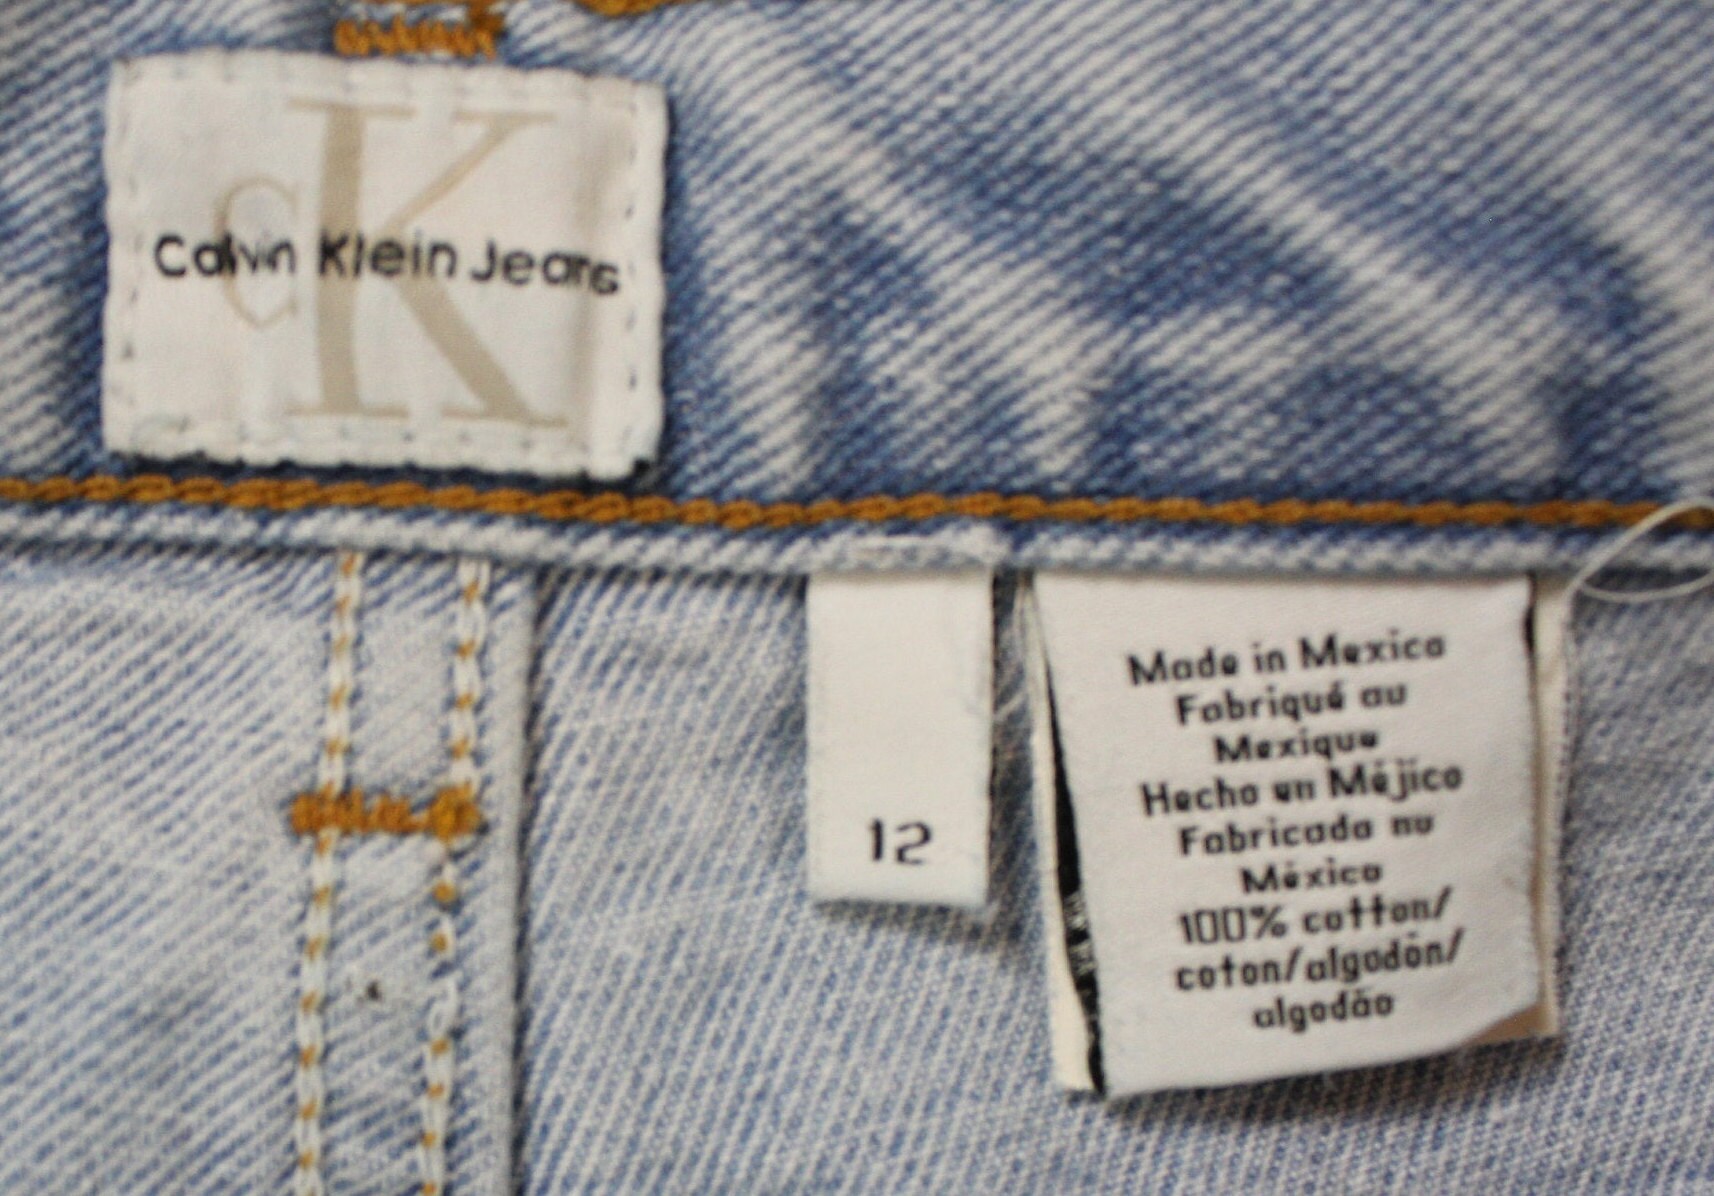 CK
Calvin Klein Jeans
12
Made in Mexico
Fabriqué au
Mexique
Hecho en Méjico
Fabricado no
México
100% cotton/
coton/algodón/
algodão